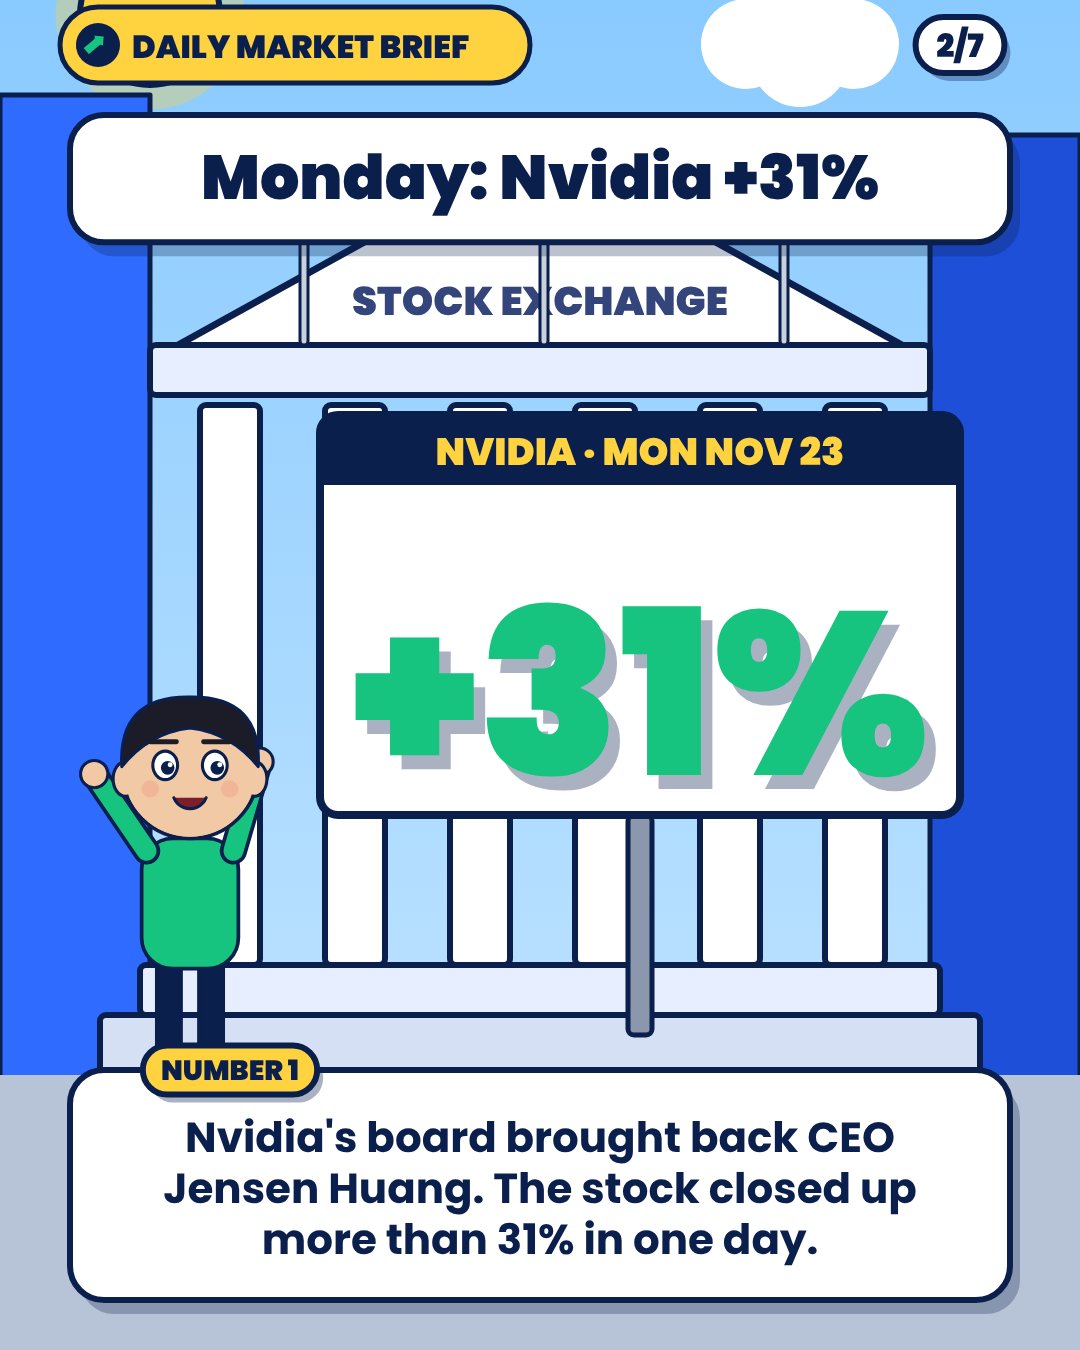 DAILY MARKET BRIEF
2/7
Monday: Nvidia +31%
STOCK EXCHANGE
NVIDIA · MON NOV 23
+31%
NUMBER 1
Nvidia's board brought back CEO
Jensen Huang. The stock closed up
more than 31% in one day.